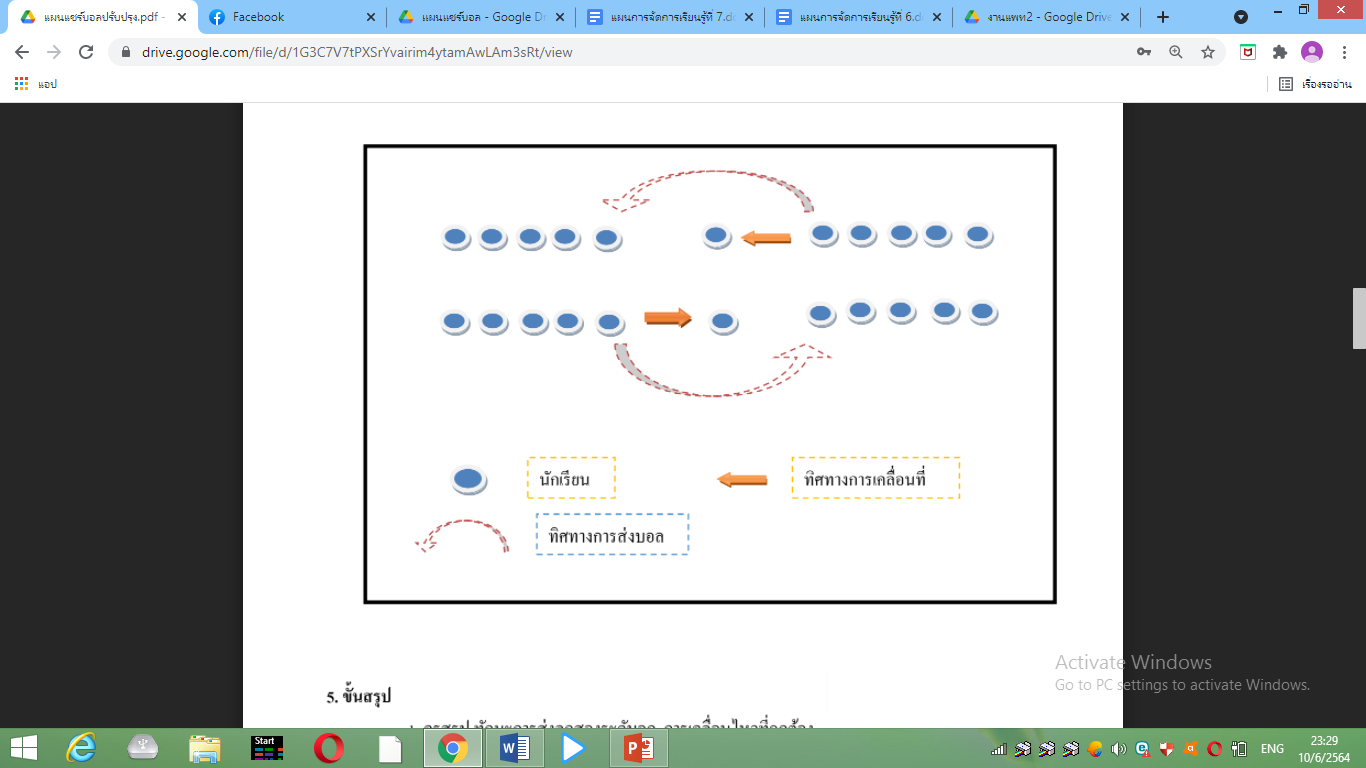 แผนแชร์บอลปรับปรุง.pdf -
Facebook
แผนแชร์บอล - Google Dr
แผนการจัดการเรียนรู้ที่ 7.do
แผนการจัดการเรียนรู้ที่ 6.do
งานแพท2 - Google Drive
drive.google.com/file/d/1G3C7V7tPXSrYvairim4ytamAwLAm3sRt/view
แอป
เรื่องรออ่าน
นักเรียน
ทิศทางการเคลื่อนที่
ทิศทางการส่งบอล
Activate Windows
Go to PC settings to activate Windows.
5. ขั้นสรุป
Start
ENG
23:29
10/6/2564